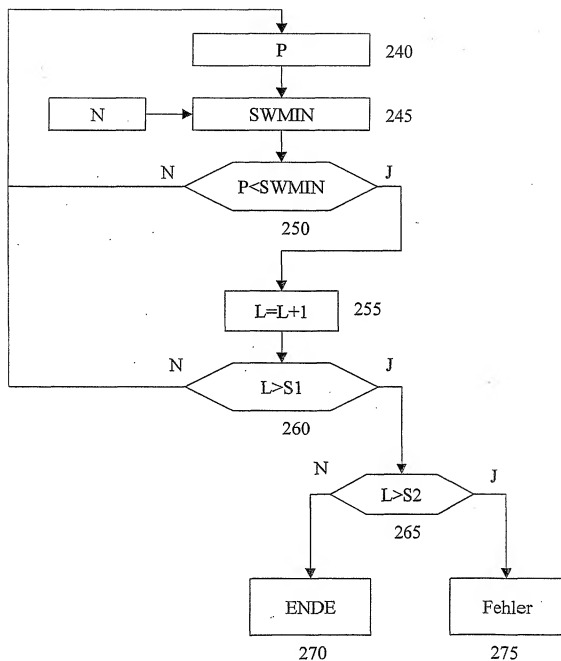 P
240
N
SWMIN
245
N
P<SWMIN
J
250
L=L+1
255
N
L>S1
J
260
N
L>S2
J
265
ENDE
Fehler
270
275